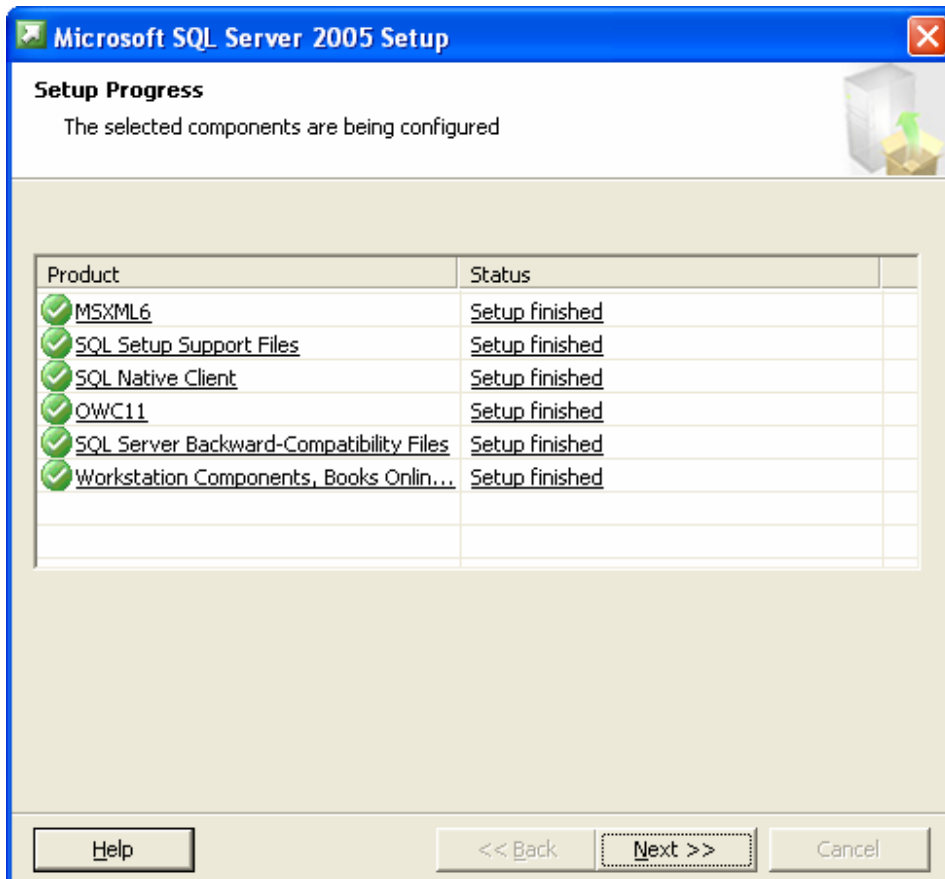 Microsoft SQL Server 2005 Setup
Setup Progress
The selected components are being configured
Product Status
MSXML6 Setup finished
SQL Setup Support Files Setup finished
SQL Native Client Setup finished
OWC11 Setup finished
SQL Server Backward-Compatibility Files Setup finished
Workstation Components, Books Onlin... Setup finished
Help << Back Next >> Cancel